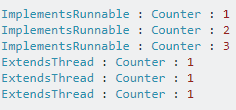 ImplementsRunnable : Counter : 1
ImplementsRunnable : Counter : 2
ImplementsRunnable : Counter : 3
ExtendsThread : Counter : 1
ExtendsThread : Counter : 1
ExtendsThread : Counter : 1